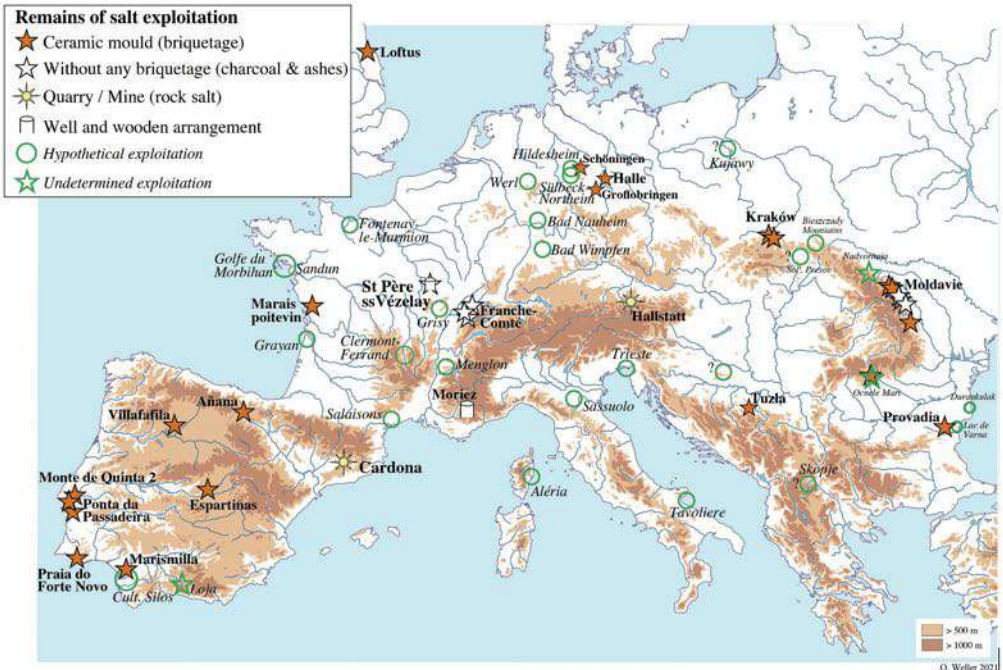 Remains of salt exploitation
Ceramic mould (briquetage)
Without any briquetage (charcoal & ashes)
Quarry / Mine (rock salt)
Well and wooden arrangement
Hypothetical exploitation
Undetermined exploitation
Loftus
Hildesheim
Schöningen
Halle
Werl
Sülbeck
Northeim
Großobringen
?
Kujawy
Fontenay-
le-Marmion
Bad Nauheim
Bad Wimpfen
Kraków
Bieszczady
Mountains
?
Sol, Presov
Nadvornaja
Moldavie
Golfe du
Morbihan
Sandun
St Père
ssVézelay
Marais
poitevin
Grisy
Franche-
Comté
Hallstatt
Grayan
Clermont-
Ferrand
Menglon
Trieste
?
Ocnele Mari
Moriez
Sassuolo
Tuzla
Durankulak
Provadia
Lac de
Varna
Añana
Villafafila
Salaisons
Cardona
Skopje
?
Monte de Quinta 2
Ponta da
Passadeira
Espartinas
Aléria
Tavoliere
Marismilla
Praia do
Forte Novo
Cult. Silos
Loja
> 500 m
> 1000 m
O. Weller 2021